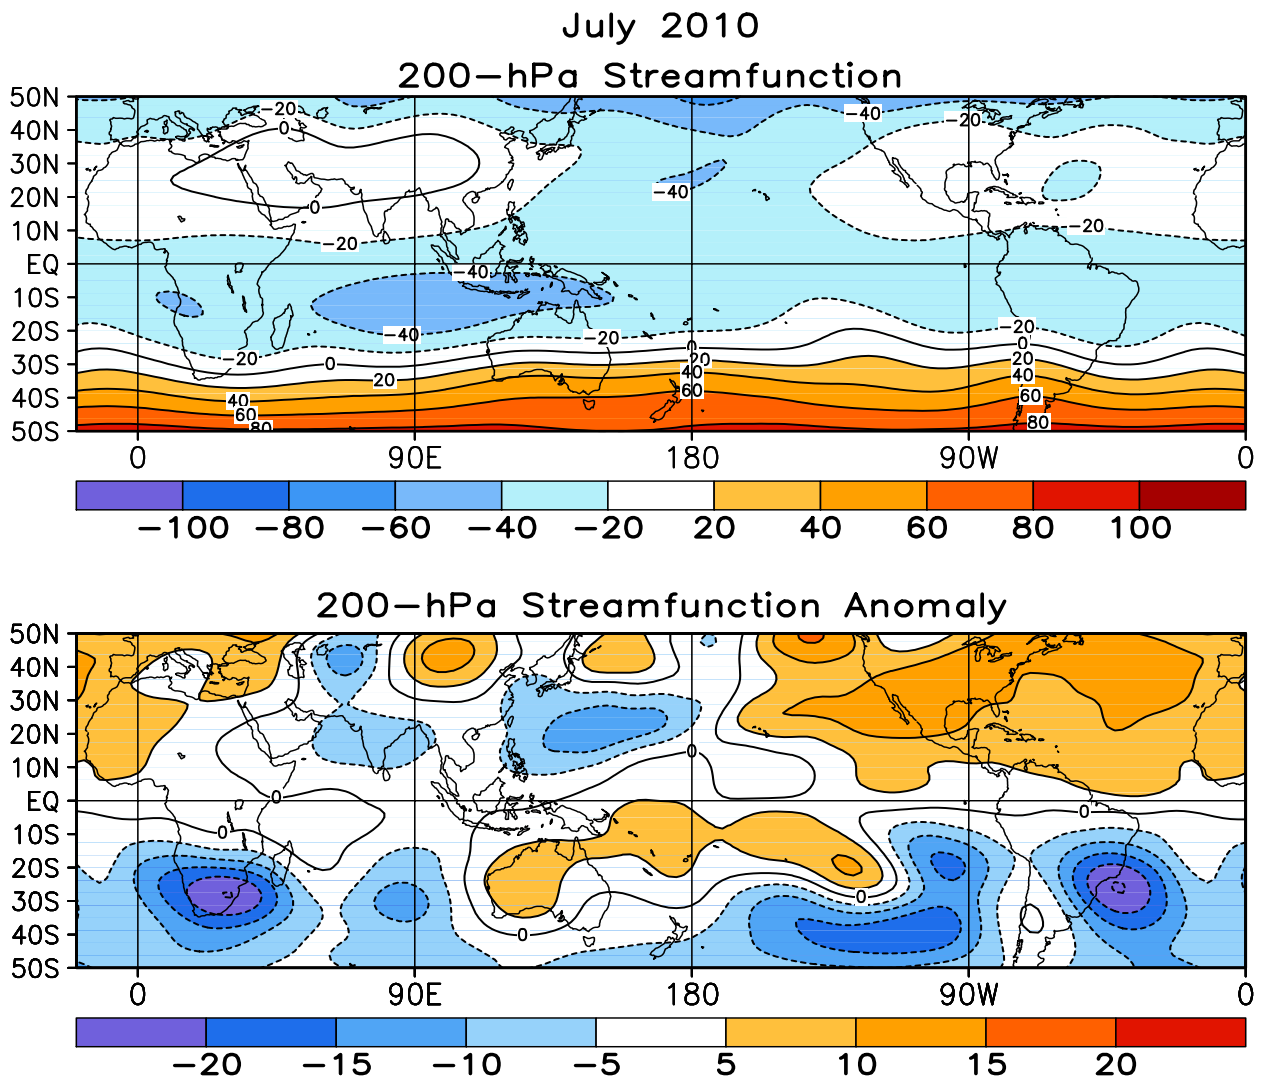 July 2010
200-hPa Streamfunction
50N
40N
30N
20N
10N
EQ
10S
20S
30S
40S
50S
-20
0
-40
-20
-40
0
-20
-20
-40
-40
-20
-20
0
20
40
60
80
-20
0
20
40
60
-20
0
20
40
60
80
0 90E 180 90W 0
-100 -80 -60 -40 -20 20 40 60 80 100
200-hPa Streamfunction Anomaly
50N
40N
30N
20N
10N
EQ
10S
20S
30S
40S
50S
0
0
0
0
0
0
0 90E 180 90W 0
-20 -15 -10 -5 5 10 15 20